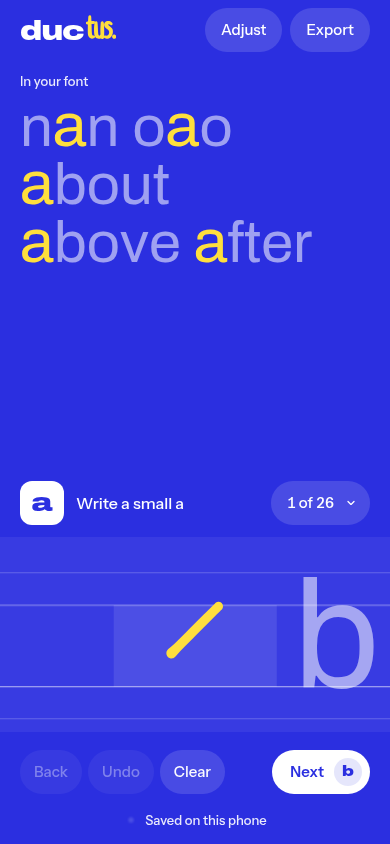 ductus.
Adjust
Export
In your font
nan oao
about
above after
a
Write a small a
1 of 26
b
Back
Undo
Clear
Next b
Saved on this phone